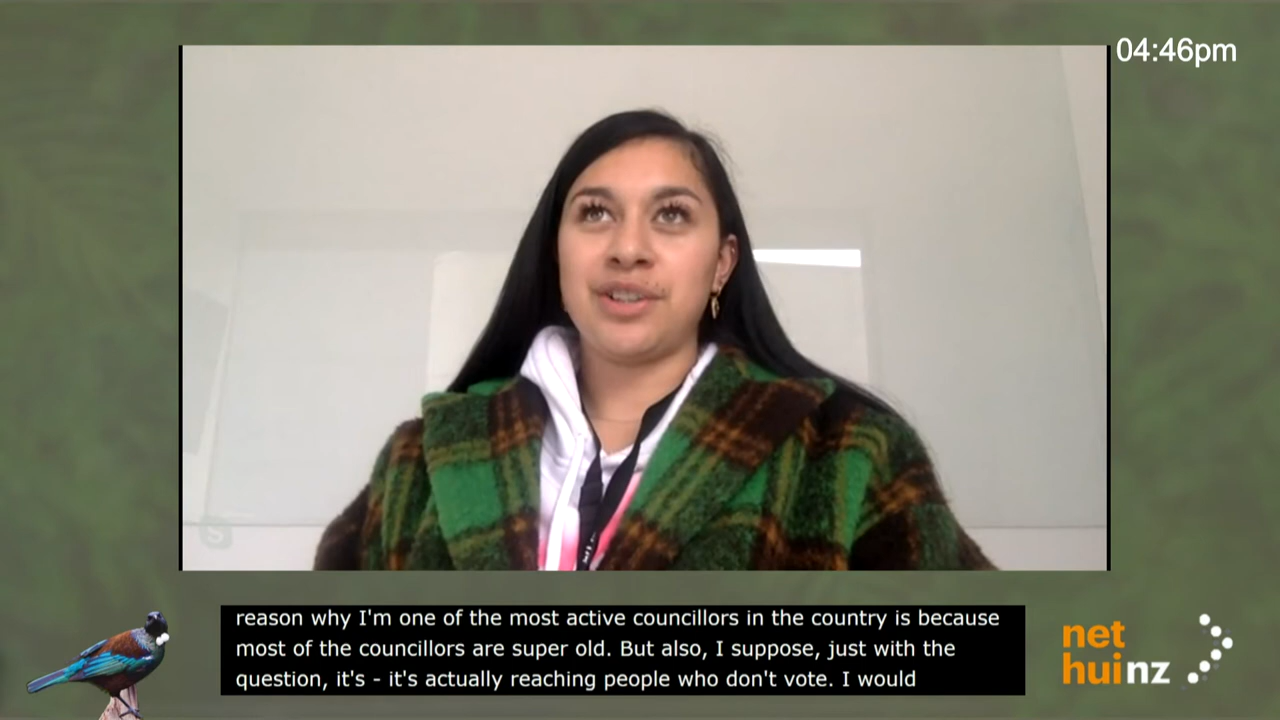 04:46pm
S
reason why I'm one of the most active councillors in the country is because
most of the councillors are super old. But also, I suppose, just with the
question, it's - it's actually reaching people who don't vote. I would
net
huinz